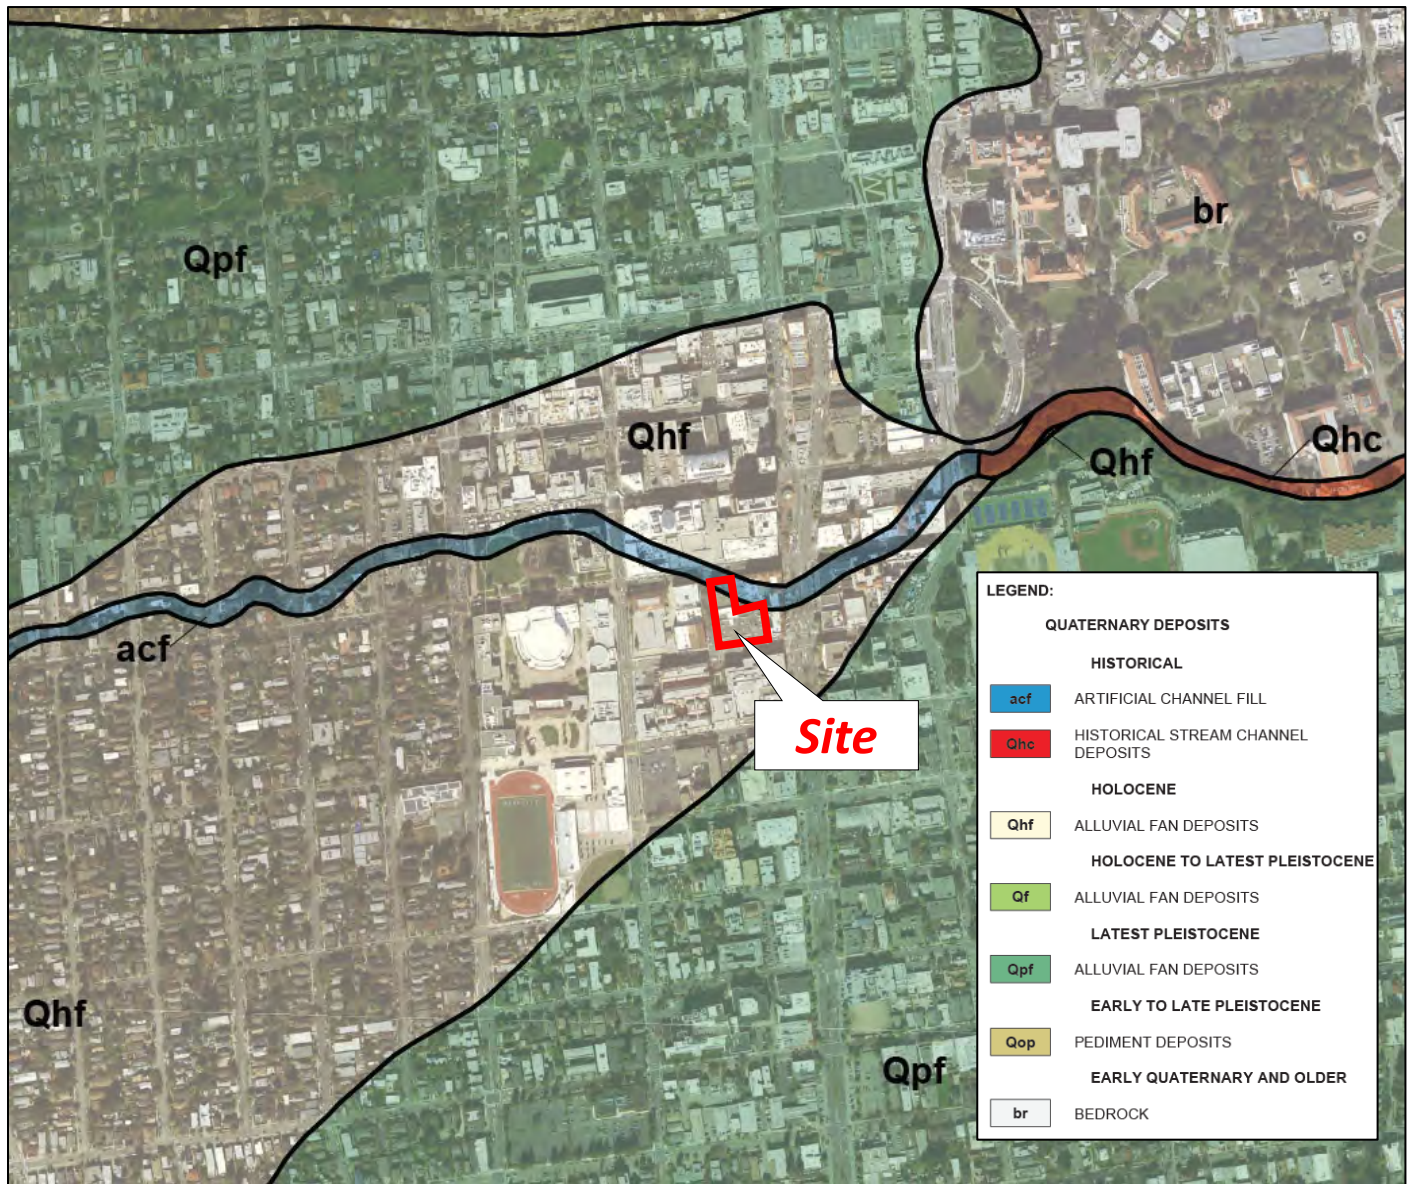 br
Qpf
Qhf
Qhc
Qhf
acf
Site
Qhf
Qpf
LEGEND:
QUATERNARY DEPOSITS
HISTORICAL
acf ARTIFICIAL CHANNEL FILL
Qhc HISTORICAL STREAM CHANNEL
DEPOSITS
HOLOCENE
Qhf ALLUVIAL FAN DEPOSITS
HOLOCENE TO LATEST PLEISTOCENE
Qf ALLUVIAL FAN DEPOSITS
LATEST PLEISTOCENE
Qpf ALLUVIAL FAN DEPOSITS
EARLY TO LATE PLEISTOCENE
Qop PEDIMENT DEPOSITS
EARLY QUATERNARY AND OLDER
br BEDROCK